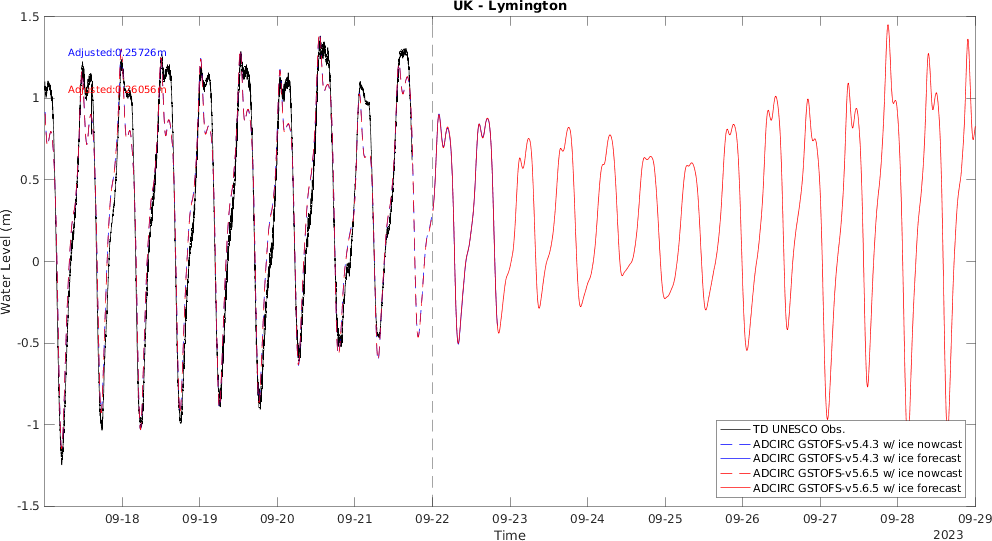 UK - Lymington
1.5
1
0.5
0
-0.5
-1
-1.5
Water Level (m)
Adjusted:0.25726m
Adjusted:0.26056m
TD UNESCO Obs.
ADCIRC GSTOFS-v5.4.3 w/ ice nowcast
ADCIRC GSTOFS-v5.4.3 w/ ice forecast
ADCIRC GSTOFS-v5.6.5 w/ ice nowcast
ADCIRC GSTOFS-v5.6.5 w/ ice forecast
09-18 09-19 09-20 09-21 09-22 09-23 09-24 09-25 09-26 09-27 09-28 09-29
Time
2023